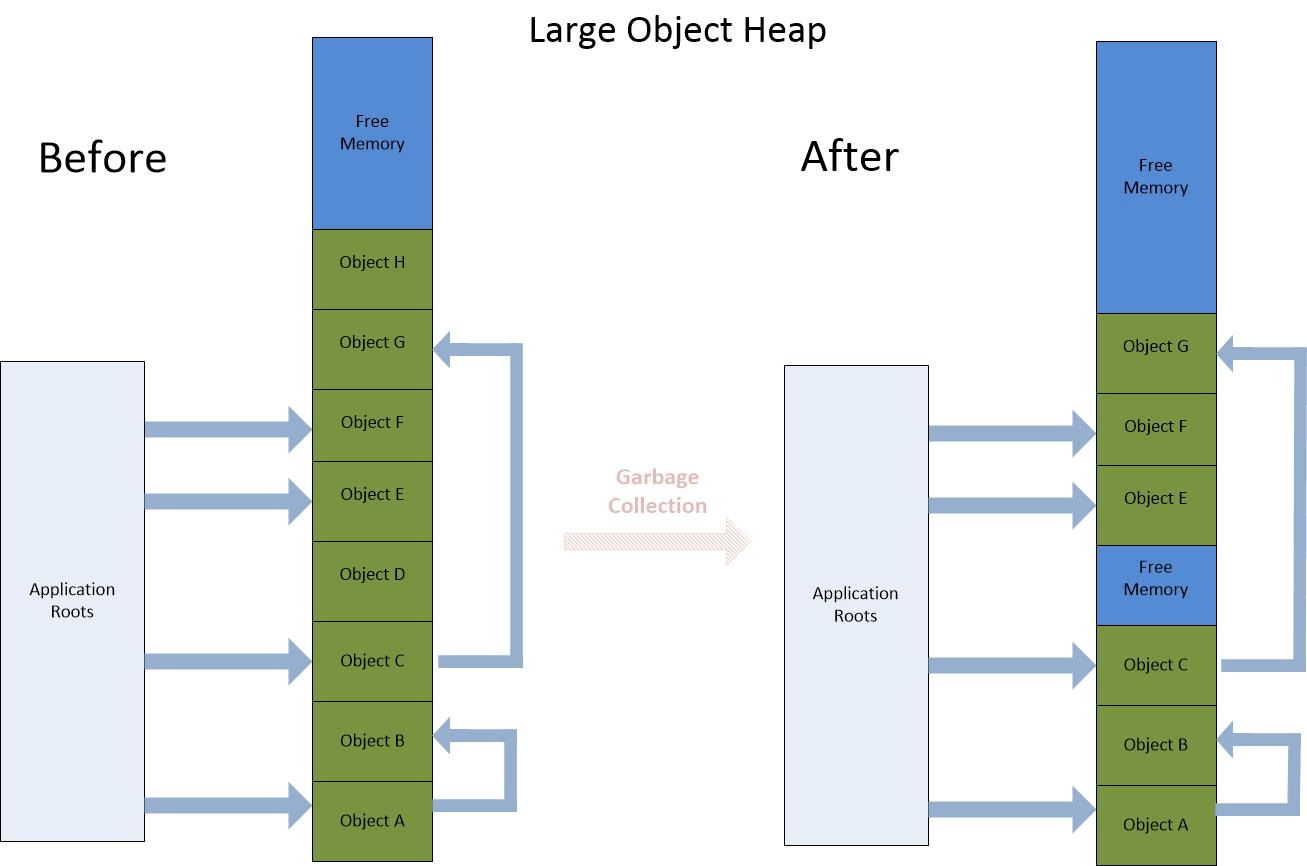 Large Object Heap
Before
Free
Memory
Object H
Object G
Object F
Object E
Object D
Object C
Object B
Object A
Application
Roots
Garbage
Collection
After
Free
Memory
Object G
Object F
Object E
Free
Memory
Object C
Object B
Object A
Application
Roots